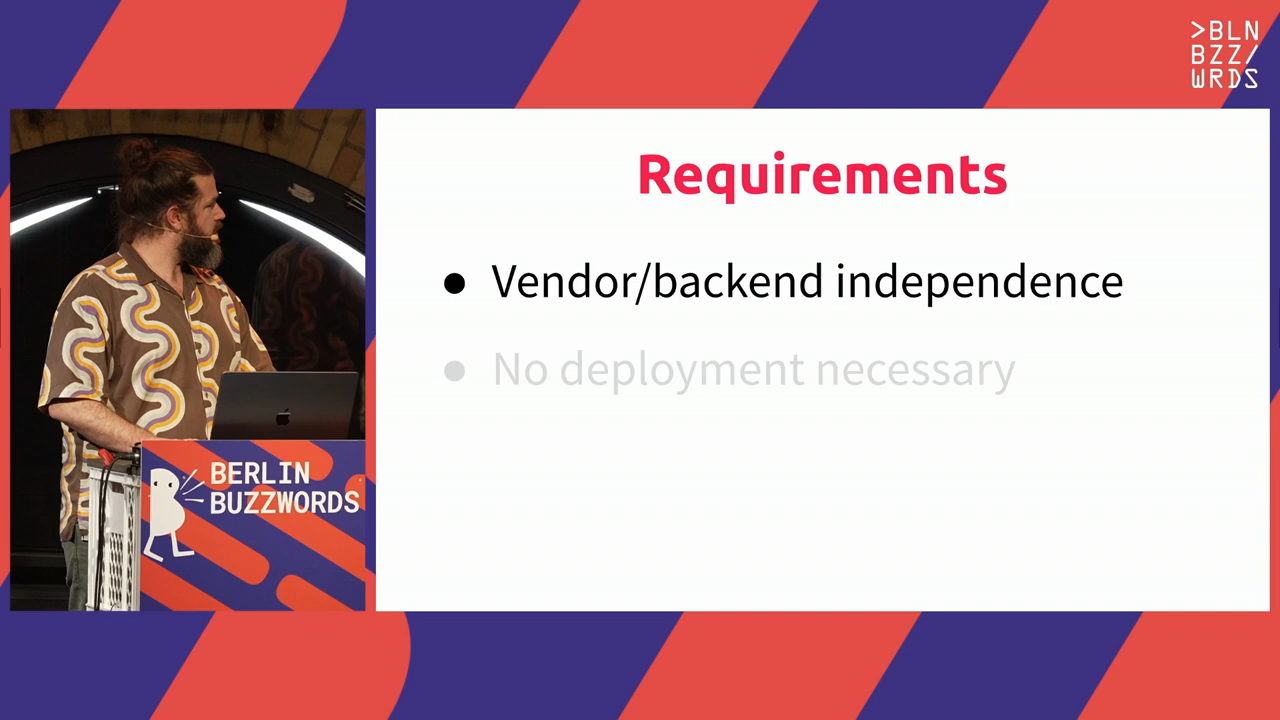 >BLN
BZZ/
WRDS
Requirements
● Vendor/backend independence
● No deployment necessary
BERLIN
BUZZWORDS